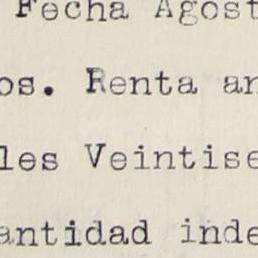 Fecha Agost
os. Renta an
les Veintise
antidad inde